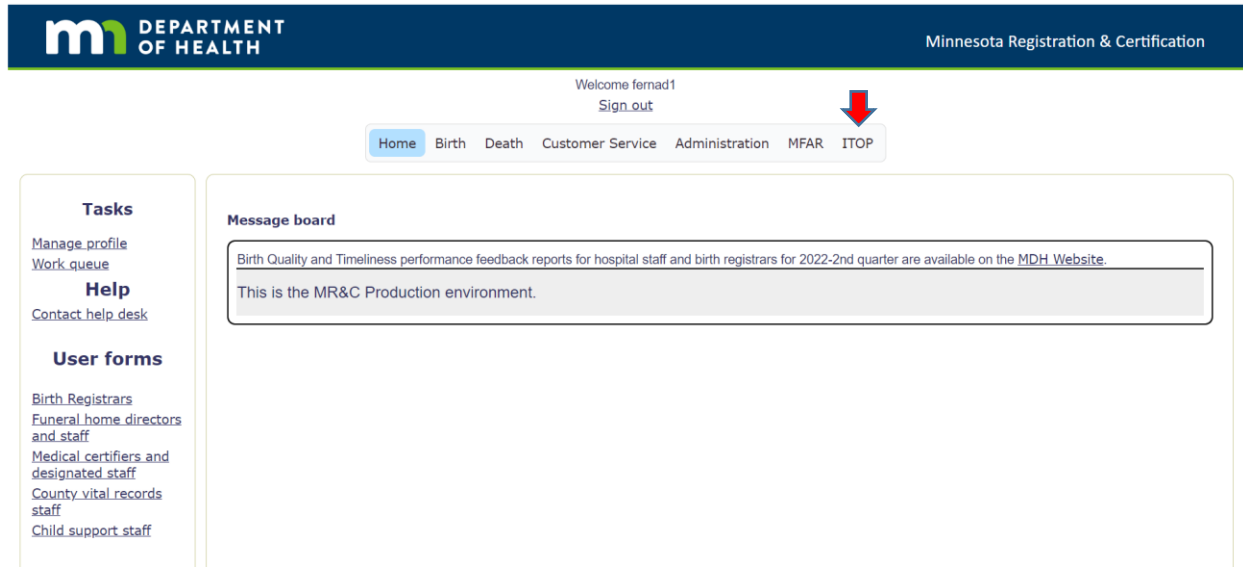 DEPARTMENT
OF HEALTH
Minnesota Registration & Certification
Welcome fernad1
Sign out
Home Birth Death Customer Service Administration MFAR ITOP
Tasks
Manage profile
Work queue
Help
Contact help desk
User forms
Birth Registrars
Funeral home directors
and staff
Medical certifiers and
designated staff
County vital records
staff
Child support staff
Message board
Birth Quality and Timeliness performance feedback reports for hospital staff and birth registrars for 2022-2nd quarter are available on the MDH Website.
This is the MR&C Production environment.